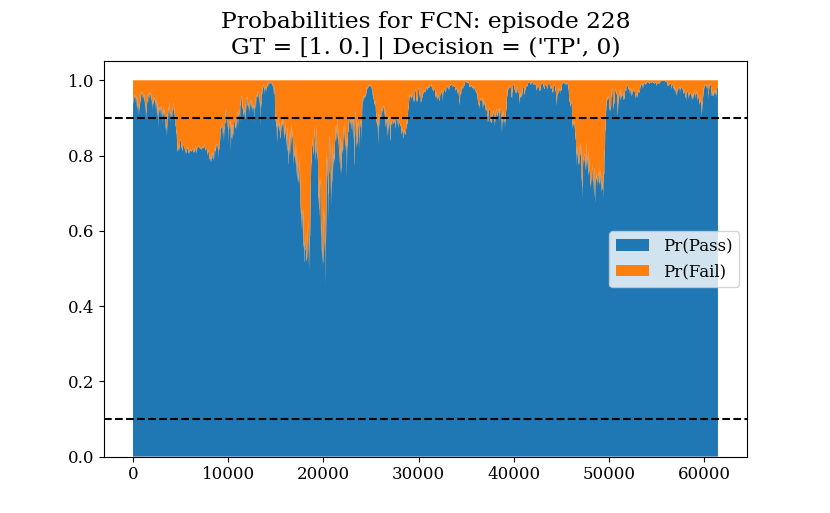 Probabilities for FCN: episode 228
GT = [1. 0.] | Decision = ('TP', 0)
1.0
0.8
0.6
0.4
0.2
0.0
Pr(Pass)
Pr(Fail)
0 10000 20000 30000 40000 50000 60000